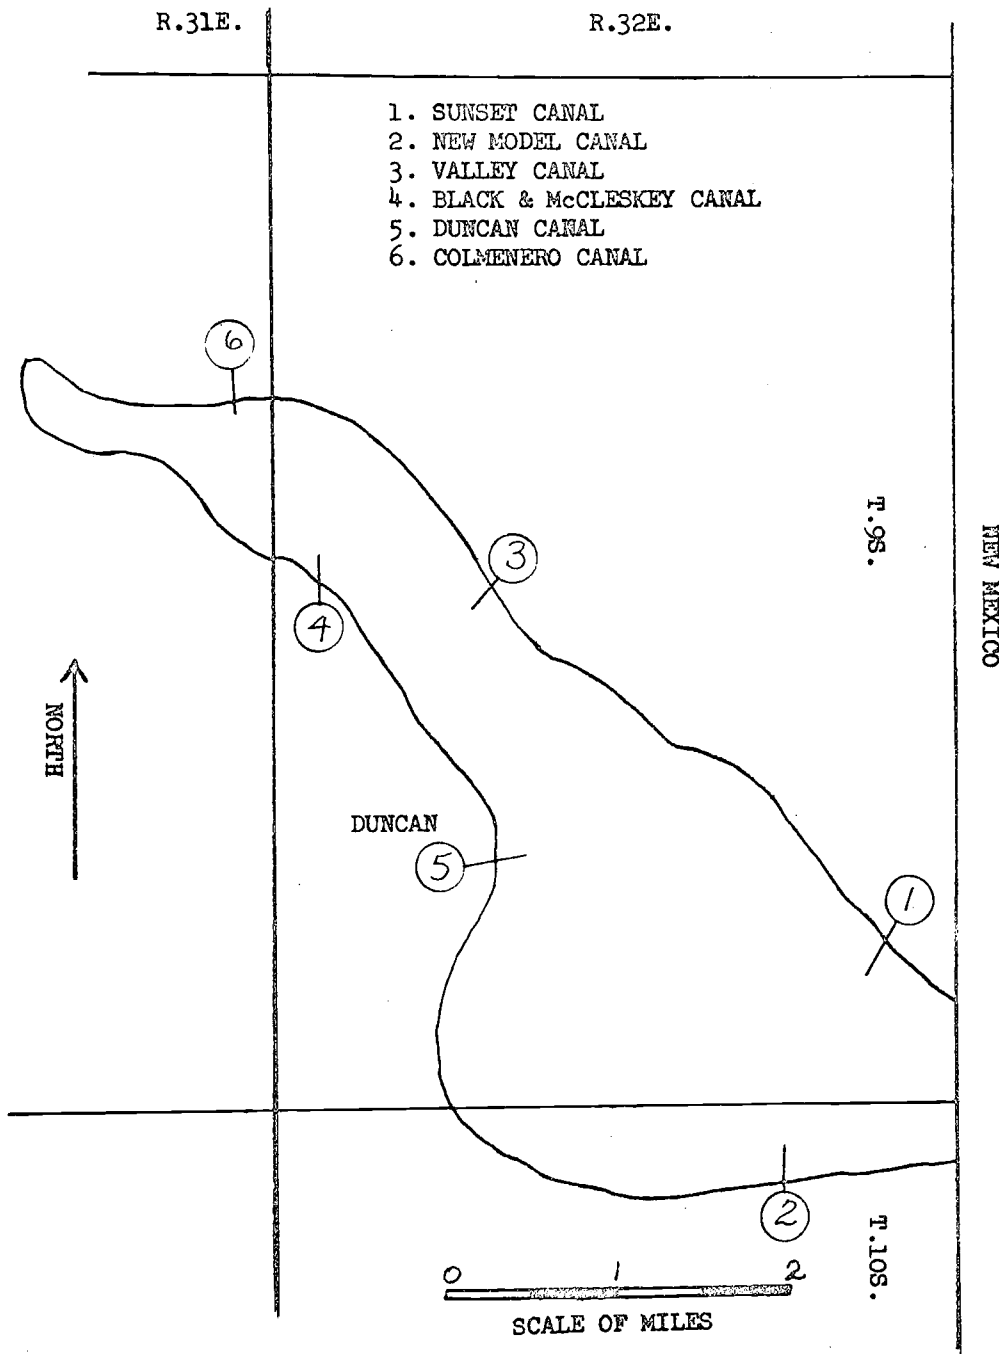 R.31E.
R.32E.
1. SUNSET CANAL
2. NEW MODEL CANAL
3. VALLEY CANAL
4. BLACK & McCLESKEY CANAL
5. DUNCAN CANAL
6. COLMENERO CANAL
6
T.9S.
NEW MEXICO
3
4
NORTH
DUNCAN
5
1
2
T.10S.
0 1 2
SCALE OF MILES